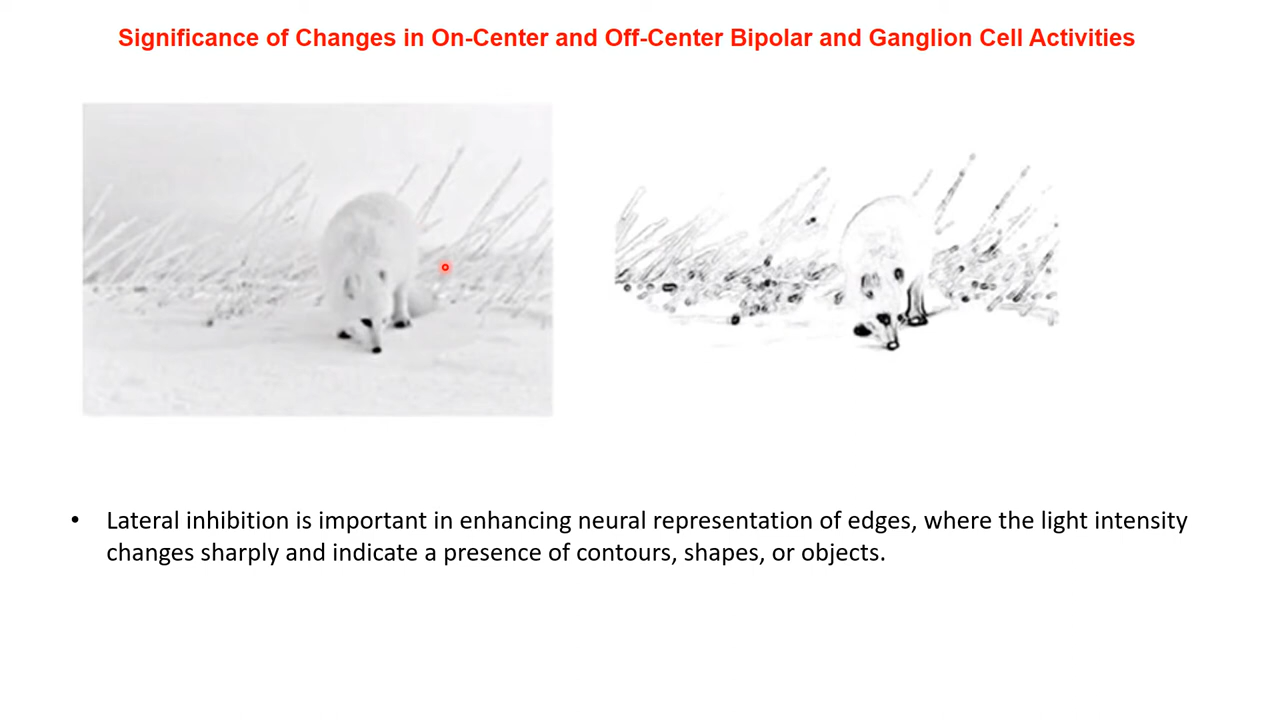 Significance of Changes in On-Center and Off-Center Bipolar and Ganglion Cell Activities
• Lateral inhibition is important in enhancing neural representation of edges, where the light intensity
changes sharply and indicate a presence of contours, shapes, or objects.